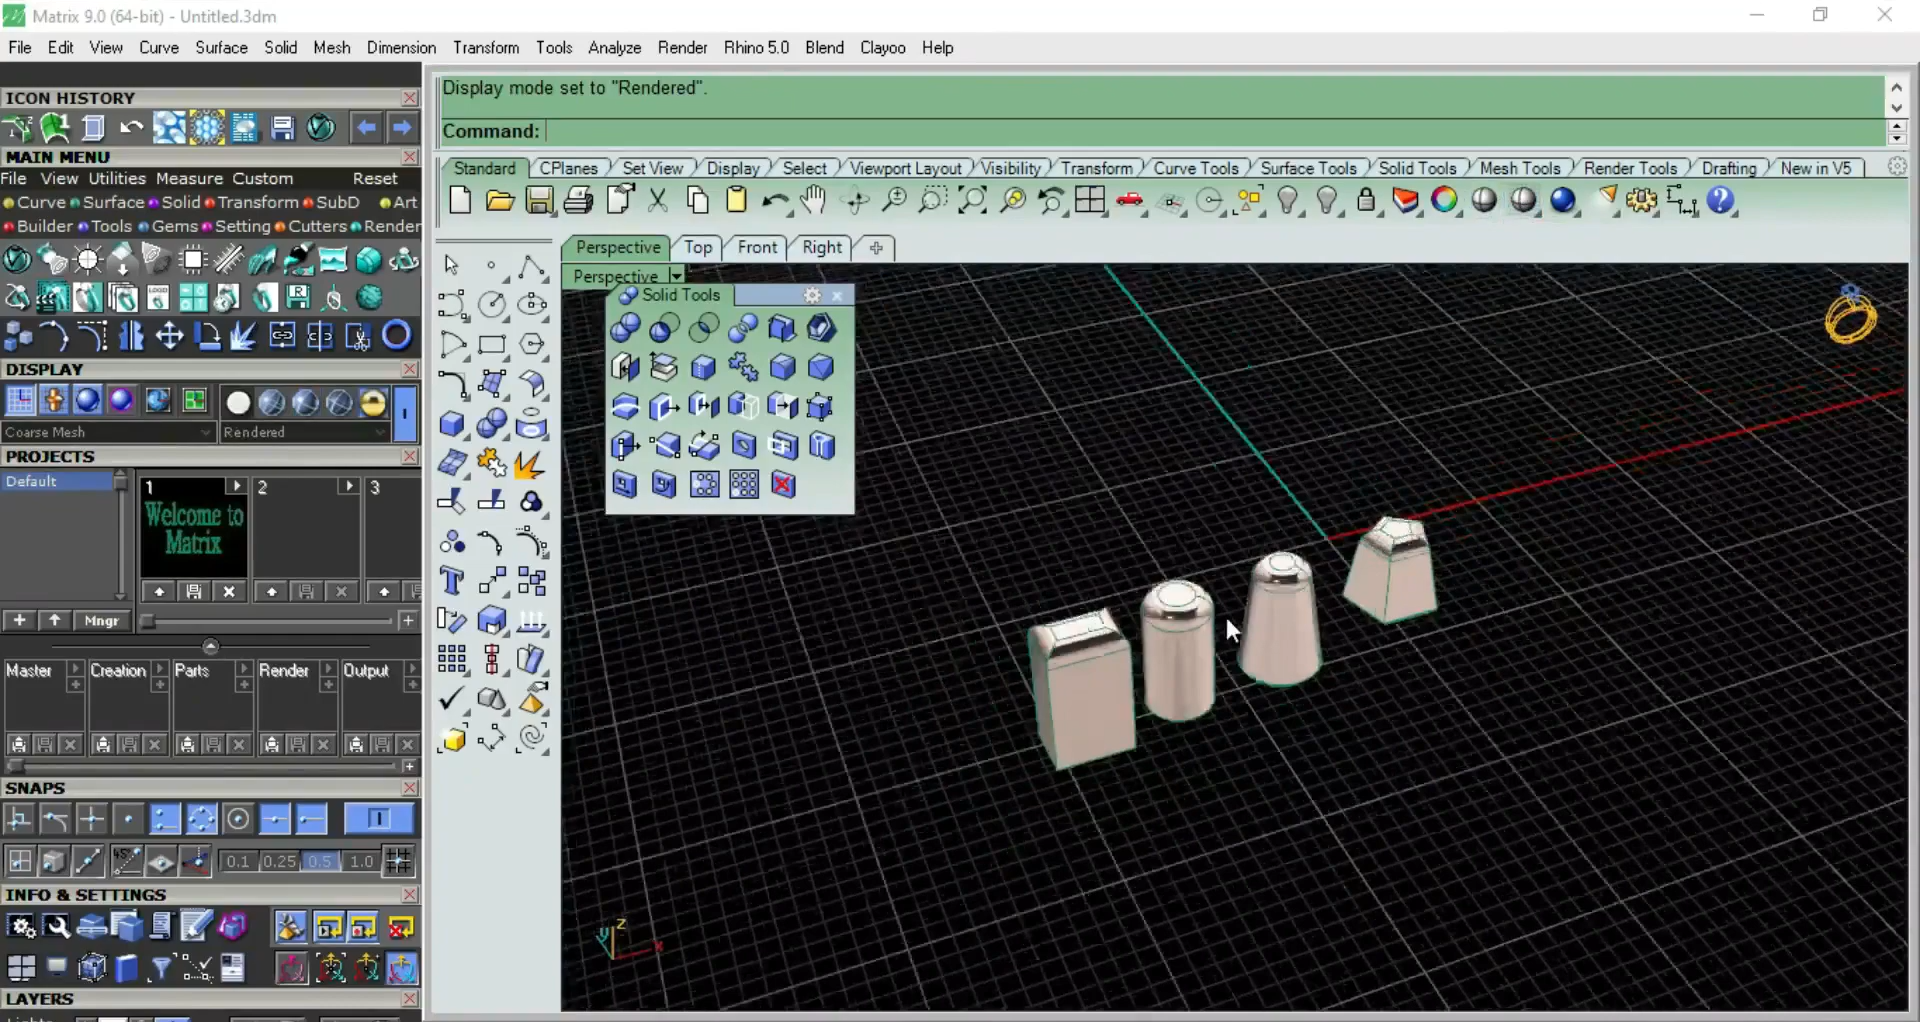 Matrix 9.0 (64-bit) - Untitled.3dm
File Edit View Curve Surface Solid Mesh Dimension Transform Tools Analyze Render Rhino 5.0 Blend Clayoo Help
ICON HISTORY
MAIN MENU
File View Utilities Measure Custom Reset
Curve Surface Solid Transform SubD Art
Builder Tools Gems Setting Cutters Render
DISPLAY
Coarse Mesh Rendered
PROJECTS
Default
1 2 3
Welcome to
Matrix
Mngr
Master Creation Parts Render Output
SNAPS
45°
0.1 0.25 0.5 1.0
INFO & SETTINGS
LAYERS
Display mode set to "Rendered".
Command:
Standard CPlanes Set View Display Select Viewport Layout Visibility Transform Curve Tools Surface Tools Solid Tools Mesh Tools Render Tools Drafting New in V5
Perspective Top Front Right
Perspective
Solid Tools
z
y
x